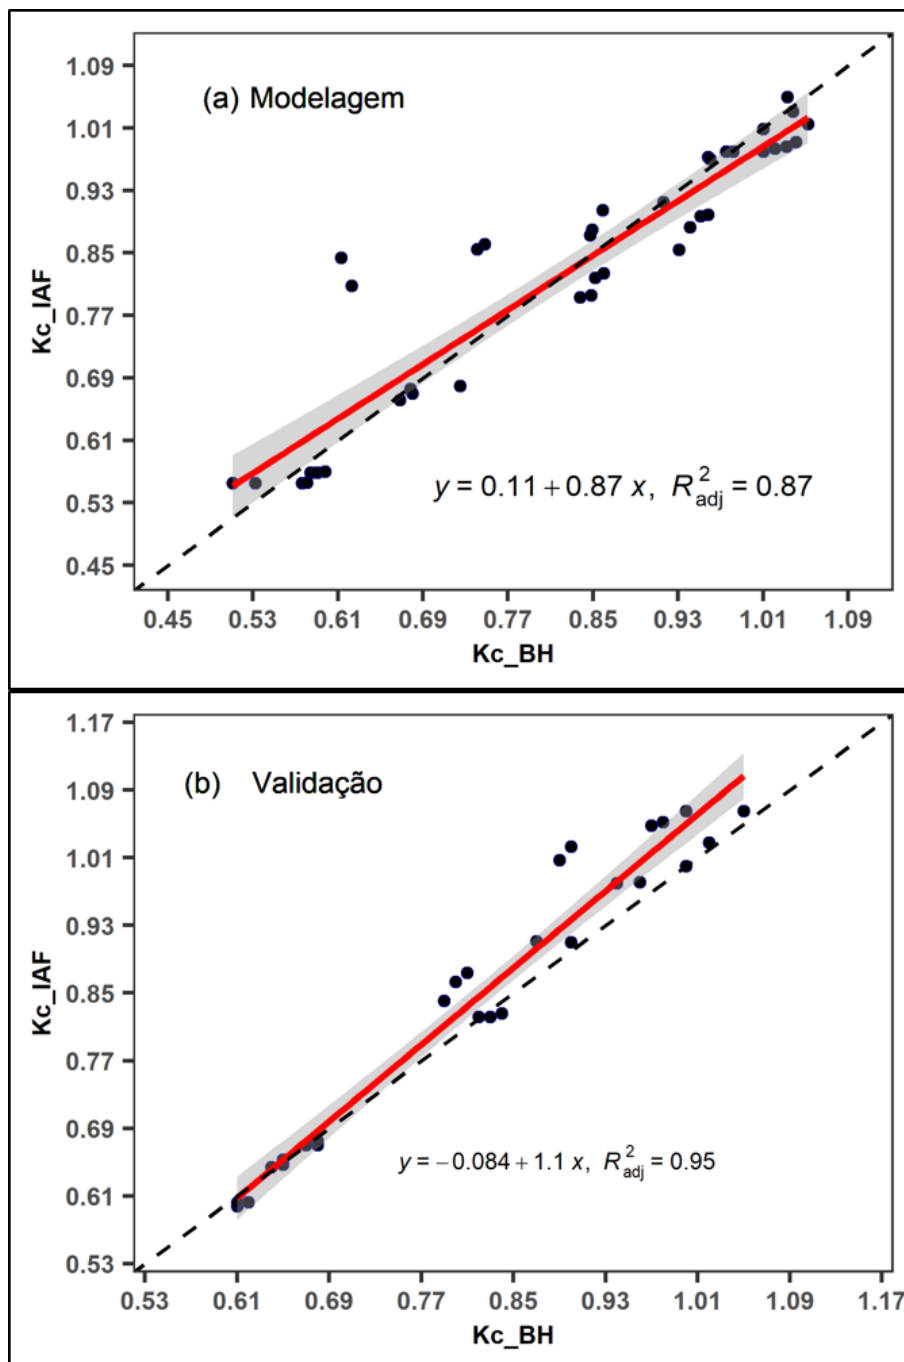 (a) Modelagem
1.09
1.01
0.93
0.85
0.77
0.69
0.61
0.53
0.45
Kc_IAF
y = 0.11 + 0.87 x, R²adj = 0.87
0.45 0.53 0.61 0.69 0.77 0.85 0.93 1.01 1.09
Kc_BH
(b) Validação
1.17
1.09
1.01
0.93
0.85
0.77
0.69
0.61
0.53
Kc_IAF
y = −0.084 + 1.1 x, R²adj = 0.95
0.53 0.61 0.69 0.77 0.85 0.93 1.01 1.09 1.17
Kc_BH